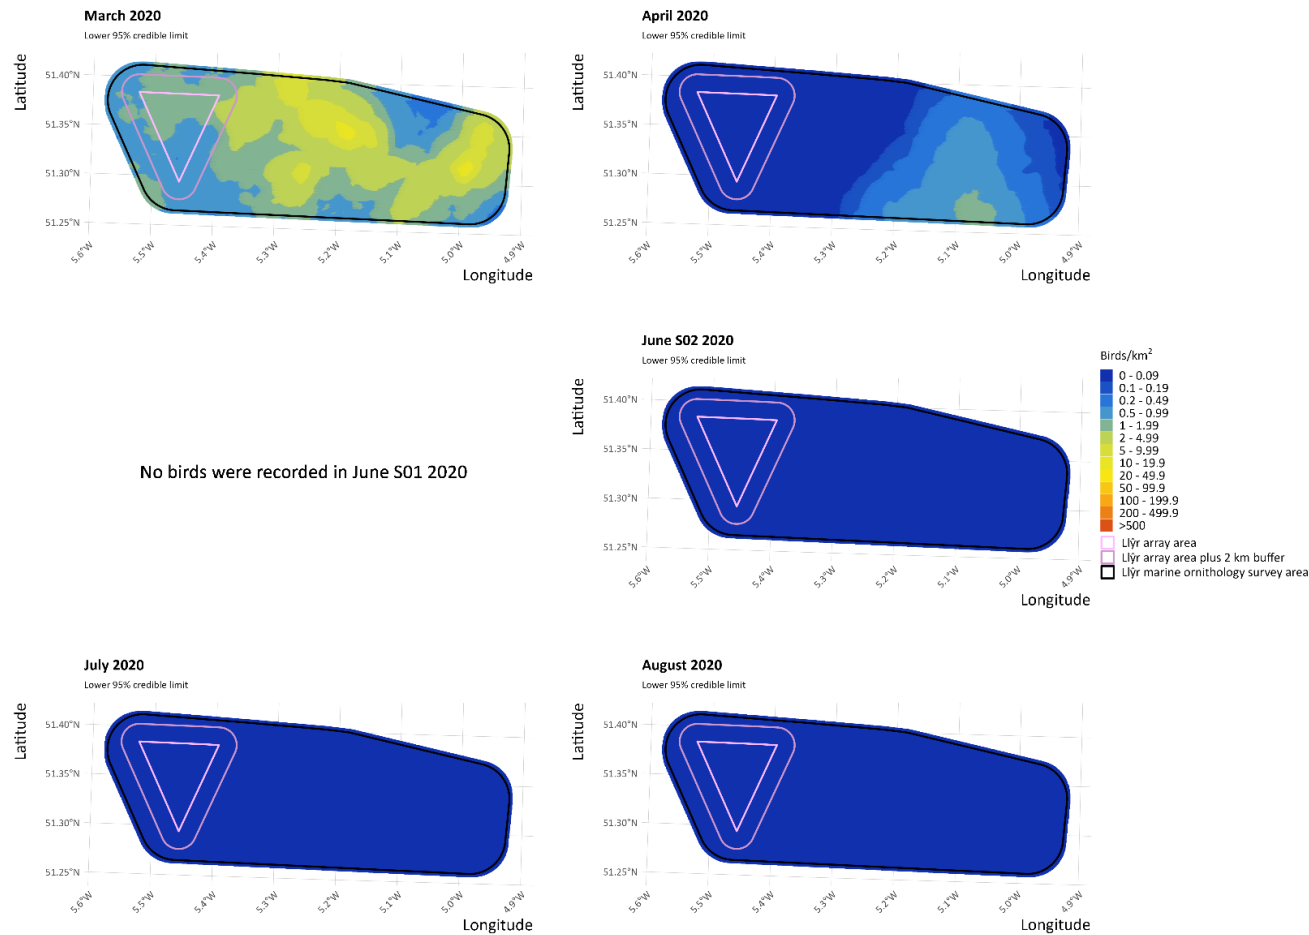 March 2020
Lower 95% credible limit
Latitude
51.40°N
51.35°N
51.30°N
51.25°N
5.6°W
5.5°W
5.4°W
5.3°W
5.2°W
5.1°W
5.0°W
4.9°W
Longitude
April 2020
Lower 95% credible limit
Latitude
51.40°N
51.35°N
51.30°N
51.25°N
5.6°W
5.5°W
5.4°W
5.3°W
5.2°W
5.1°W
5.0°W
4.9°W
Longitude
No birds were recorded in June S01 2020
June S02 2020
Lower 95% credible limit
Latitude
51.40°N
51.35°N
51.30°N
51.25°N
5.6°W
5.5°W
5.4°W
5.3°W
5.2°W
5.1°W
5.0°W
4.9°W
Longitude
Birds/km²
0 - 0.09
0.1 - 0.19
0.2 - 0.49
0.5 - 0.99
1 - 1.99
2 - 4.99
5 - 9.99
10 - 19.9
20 - 49.9
50 - 99.9
100 - 199.9
200 - 499.9
>500
Llŷr array area
Llŷr array area plus 2 km buffer
Llŷr marine ornithology survey area
July 2020
Lower 95% credible limit
Latitude
51.40°N
51.35°N
51.30°N
51.25°N
5.6°W
5.5°W
5.4°W
5.3°W
5.2°W
5.1°W
5.0°W
4.9°W
Longitude
August 2020
Lower 95% credible limit
Latitude
51.40°N
51.35°N
51.30°N
51.25°N
5.6°W
5.5°W
5.4°W
5.3°W
5.2°W
5.1°W
5.0°W
4.9°W
Longitude